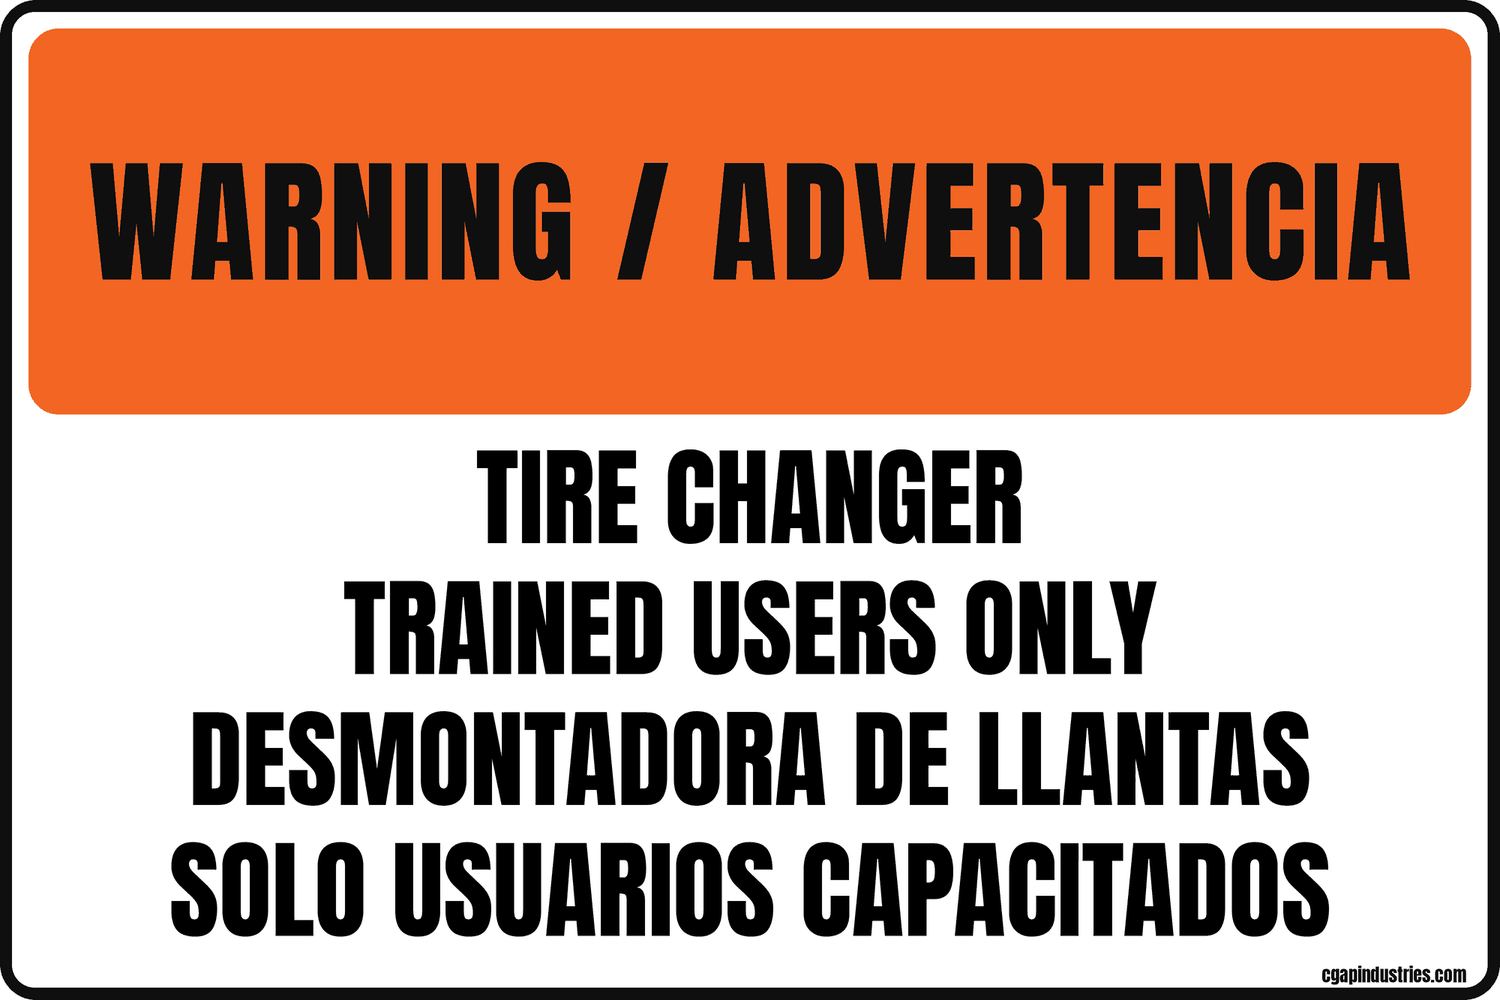 WARNING / ADVERTENCIA
TIRE CHANGER
TRAINED USERS ONLY
DESMONTADORA DE LLANTAS
SOLO USUARIOS CAPACITADOS
cgapindustries.com